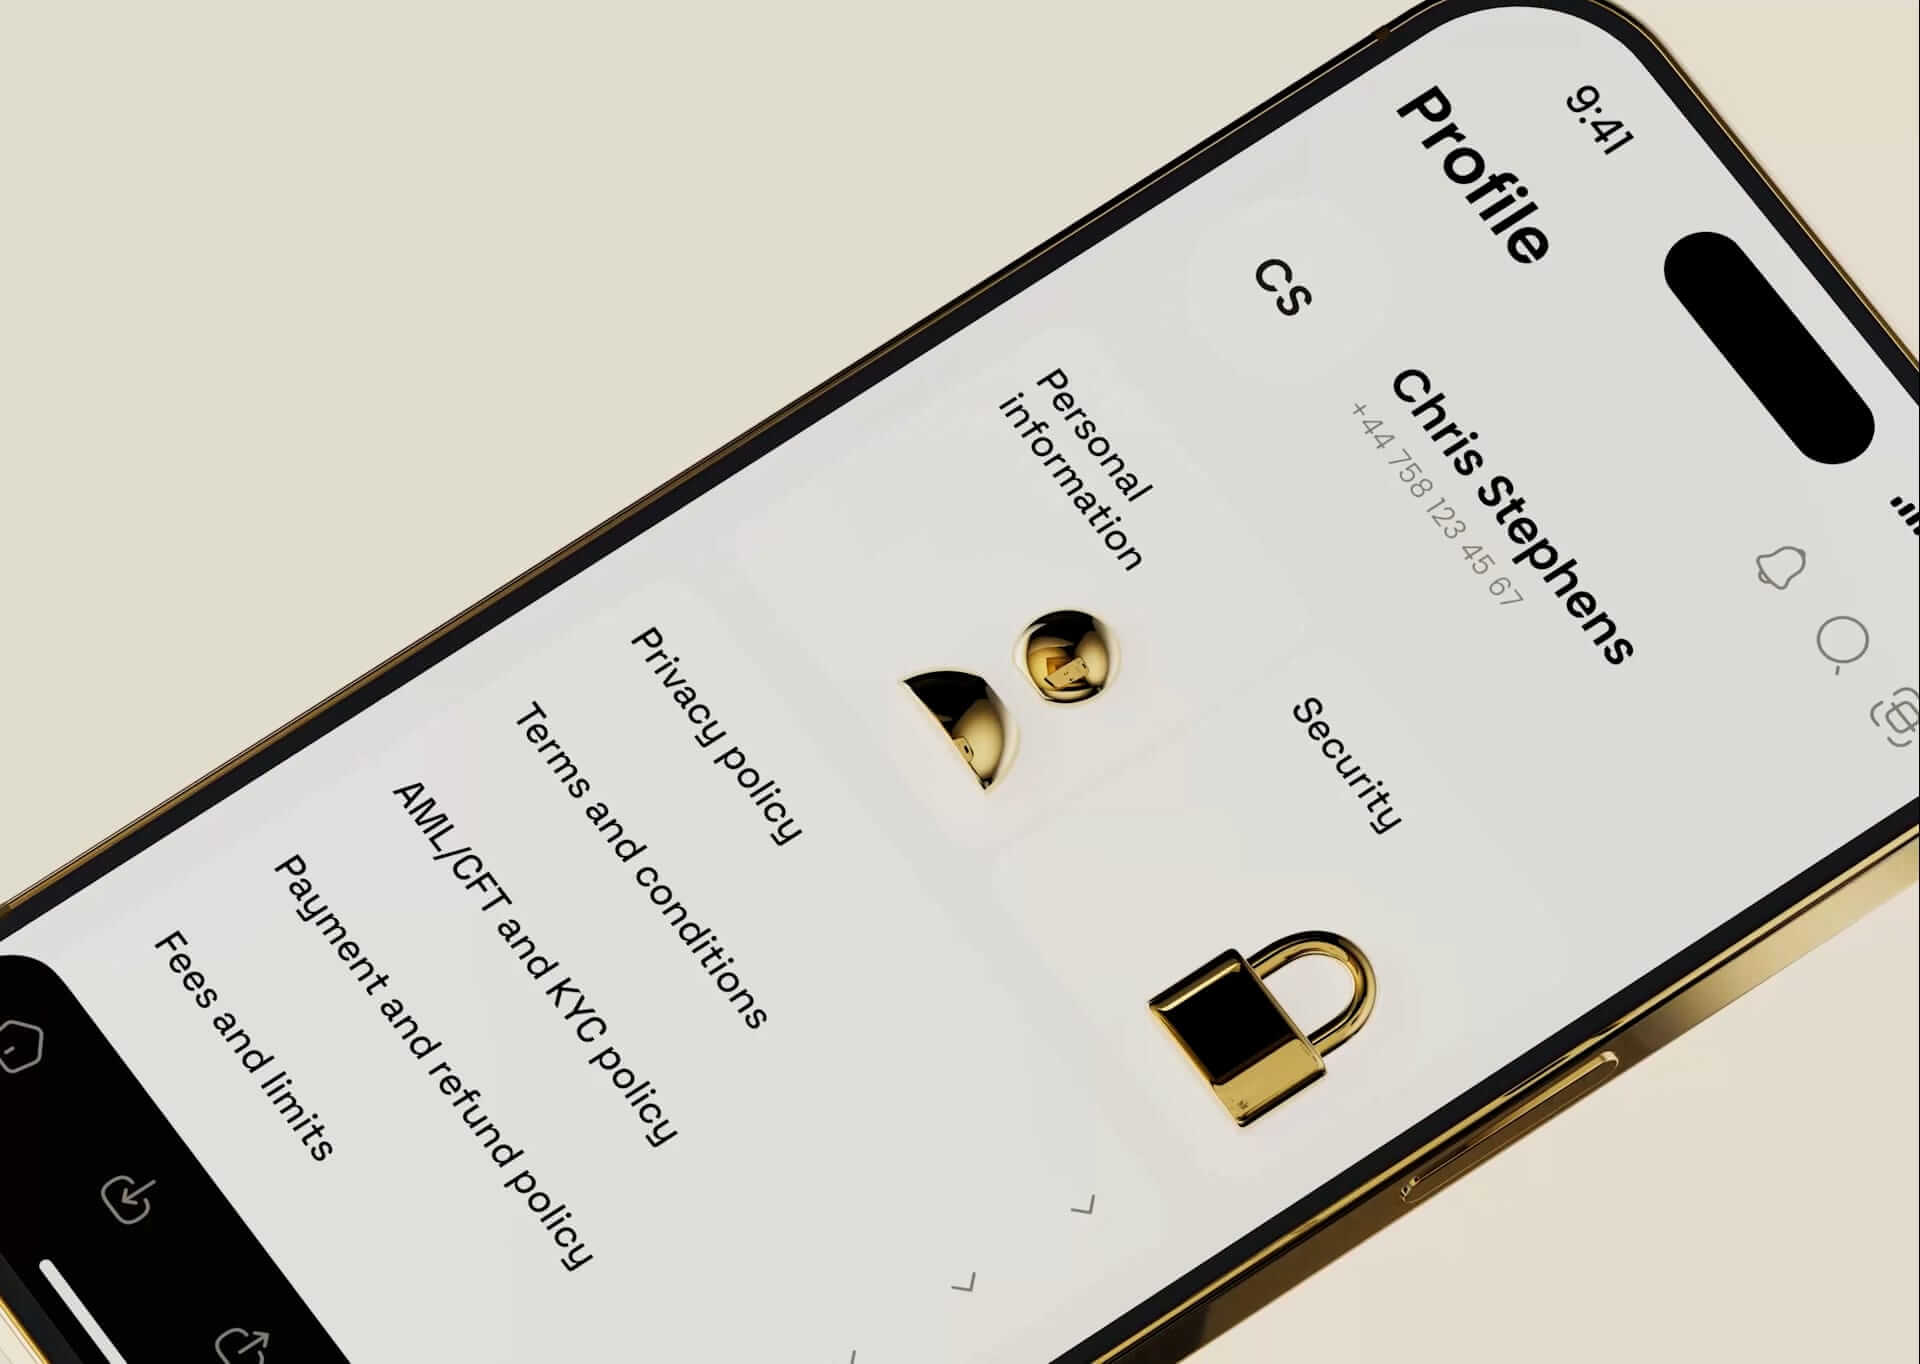 9:41
Profile
CS
Chris Stephens
+44 758 123 45 67
Personal
information
Security
Privacy policy
Terms and conditions
AML/CFT and KYC policy
Payment and refund policy
Fees and limits